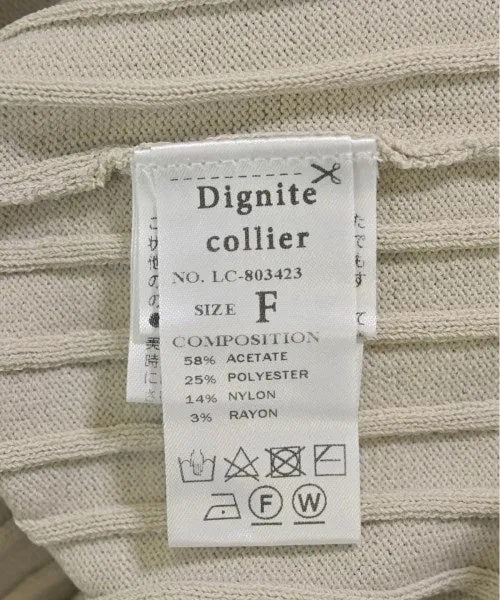 Dignite
collier
NO. LC-803423
SIZE F
COMPOSITION
58% ACETATE
25% POLYESTER
14% NYLON
3% RAYON
F W